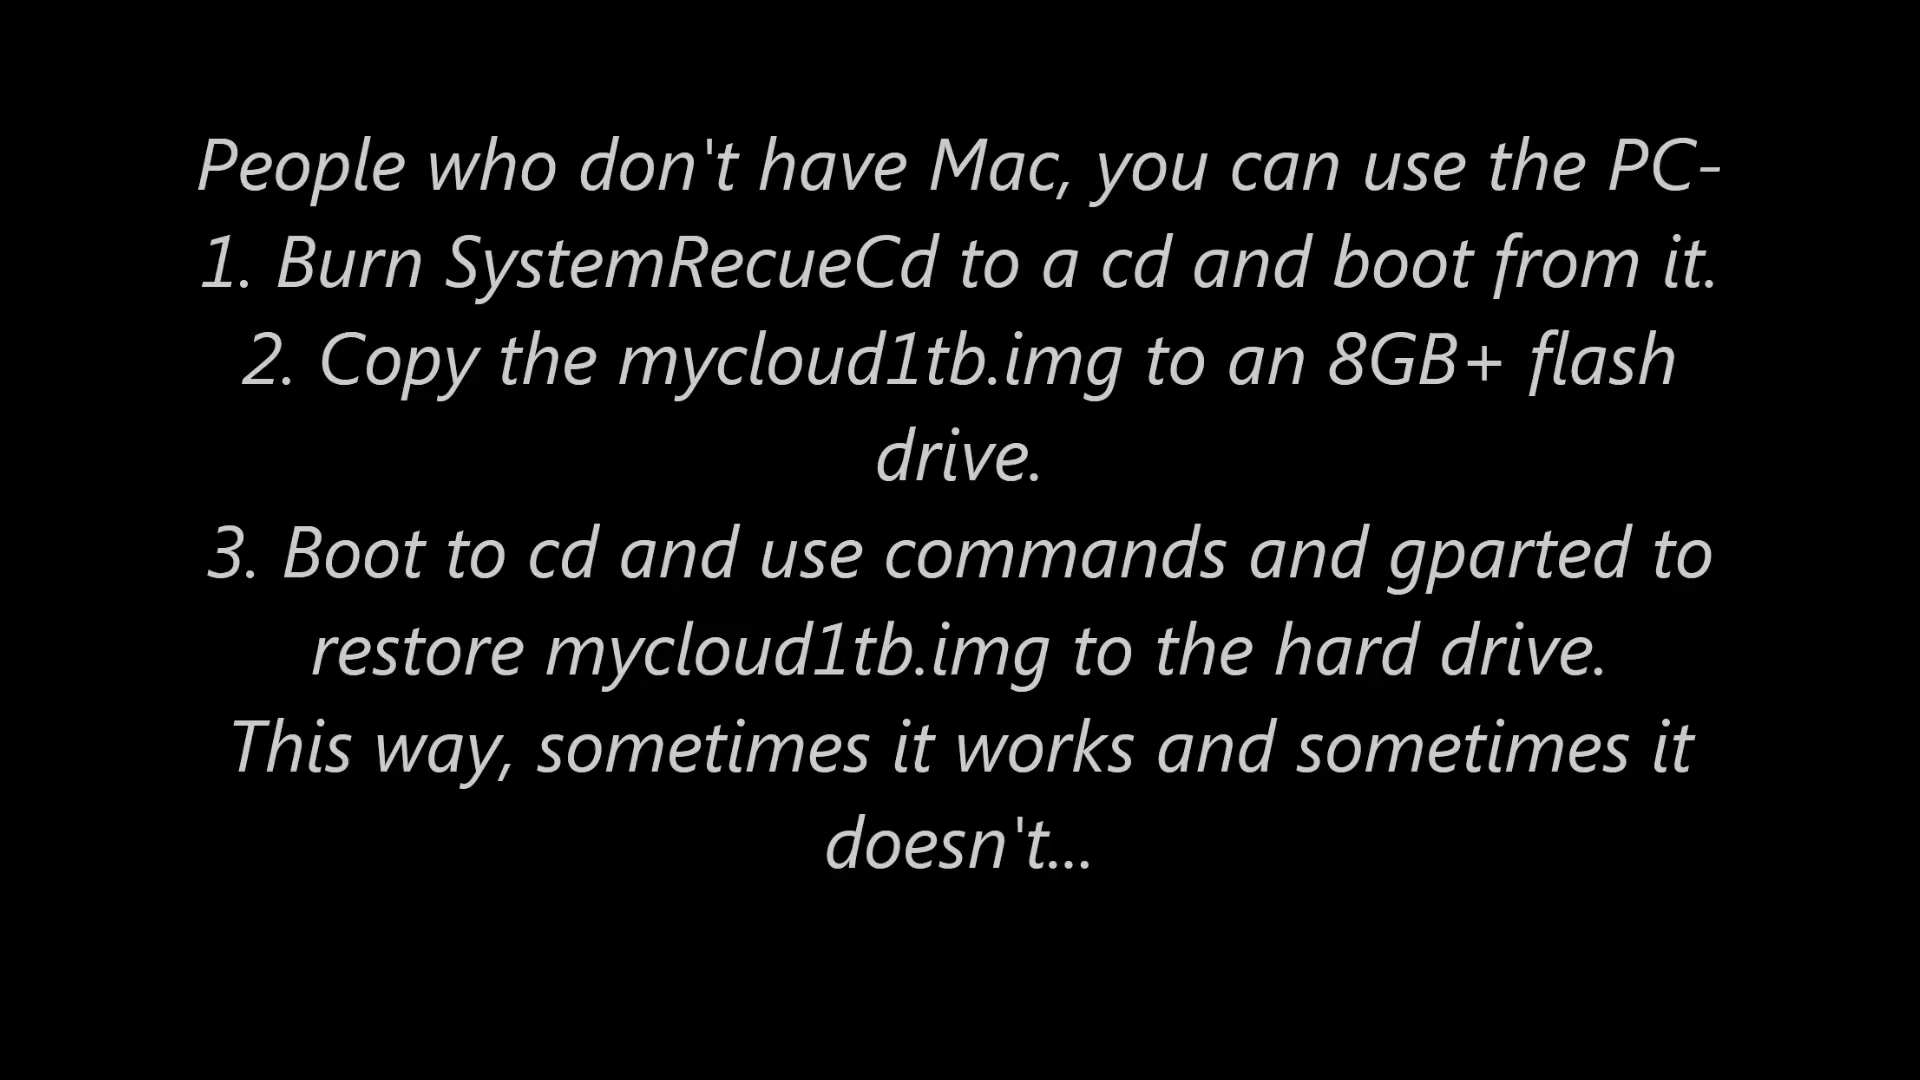 People who don't have Mac, you can use the PC-
1. Burn SystemRecueCd to a cd and boot from it.
2. Copy the mycloud1tb.img to an 8GB+ flash
drive.
3. Boot to cd and use commands and gparted to
restore mycloud1tb.img to the hard drive.
This way, sometimes it works and sometimes it
doesn't...